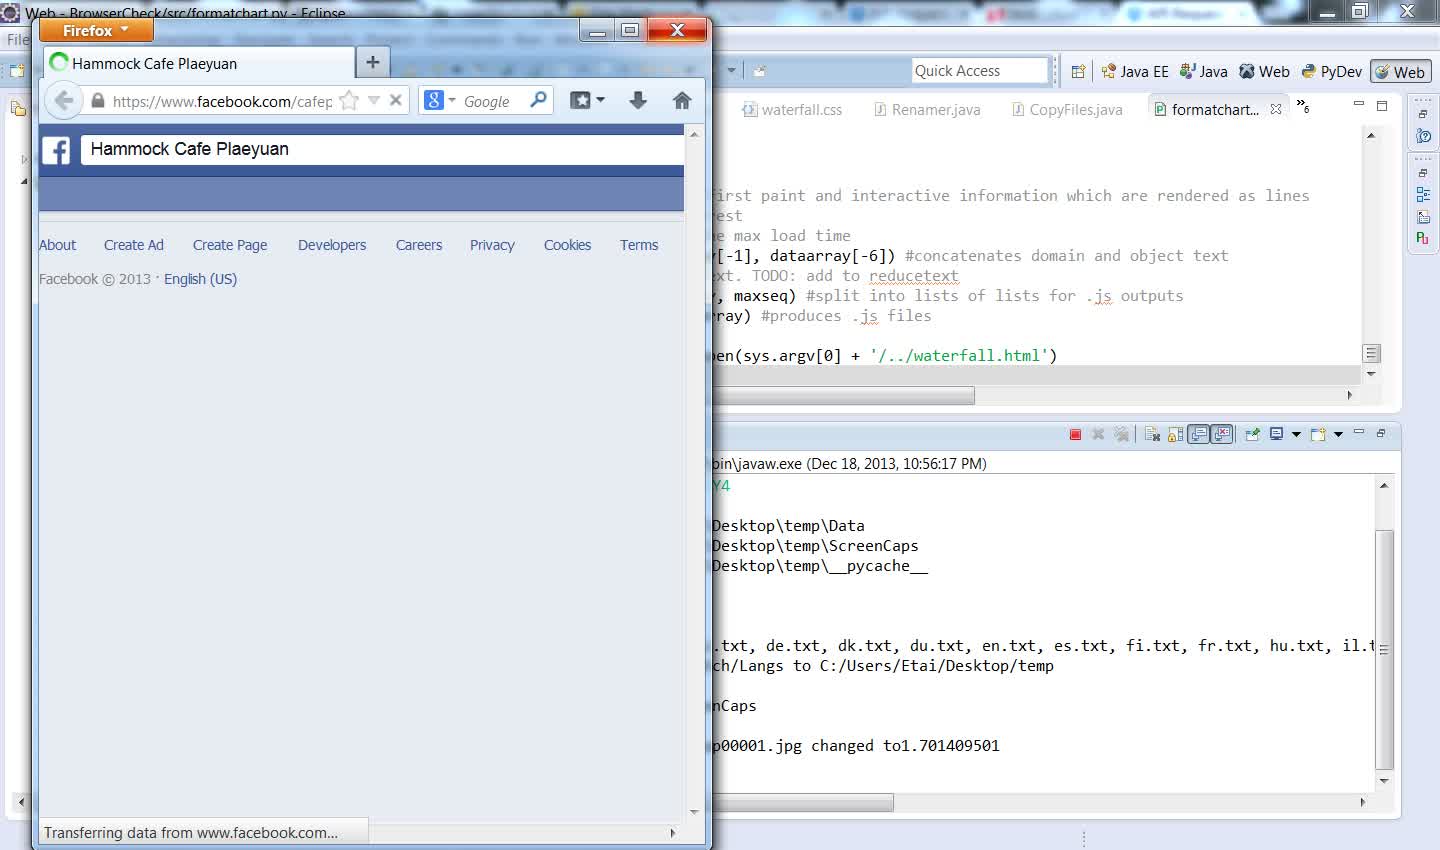 Web - BrowserCheck/src/formatchart.py - Eclipse
File
Firefox
Hammock Cafe Plaeyuan
https://www.facebook.com/cafep
Google
Quick Access
Java EE
Java
Web
PyDev
Web
waterfall.css
Renamer.java
CopyFiles.java
formatchart...
6
Hammock Cafe Plaeyuan
About Create Ad Create Page Developers Careers Privacy Cookies Terms
Facebook © 2013 · English (US)
Transferring data from www.facebook.com...
first paint and interactive information which are rendered as lines
max load time
[-1], dataarray[-6]) #concatenates domain and object text
ext. TODO: add to reducetext
, maxseq) #split into lists of lists for .js outputs
rray) #produces .js files
pen(sys.argv[0] + '/../waterfall.html')
bin\javaw.exe (Dec 18, 2013, 10:56:17 PM)
Y4
Desktop\temp\Data
Desktop\temp\ScreenCaps
Desktop\temp\__pycache__
.txt, de.txt, dk.txt, du.txt, en.txt, es.txt, fi.txt, fr.txt, hu.txt, il.t
ch/Langs to C:/Users/Etai/Desktop/temp
nCaps
p00001.jpg changed to1.701409501